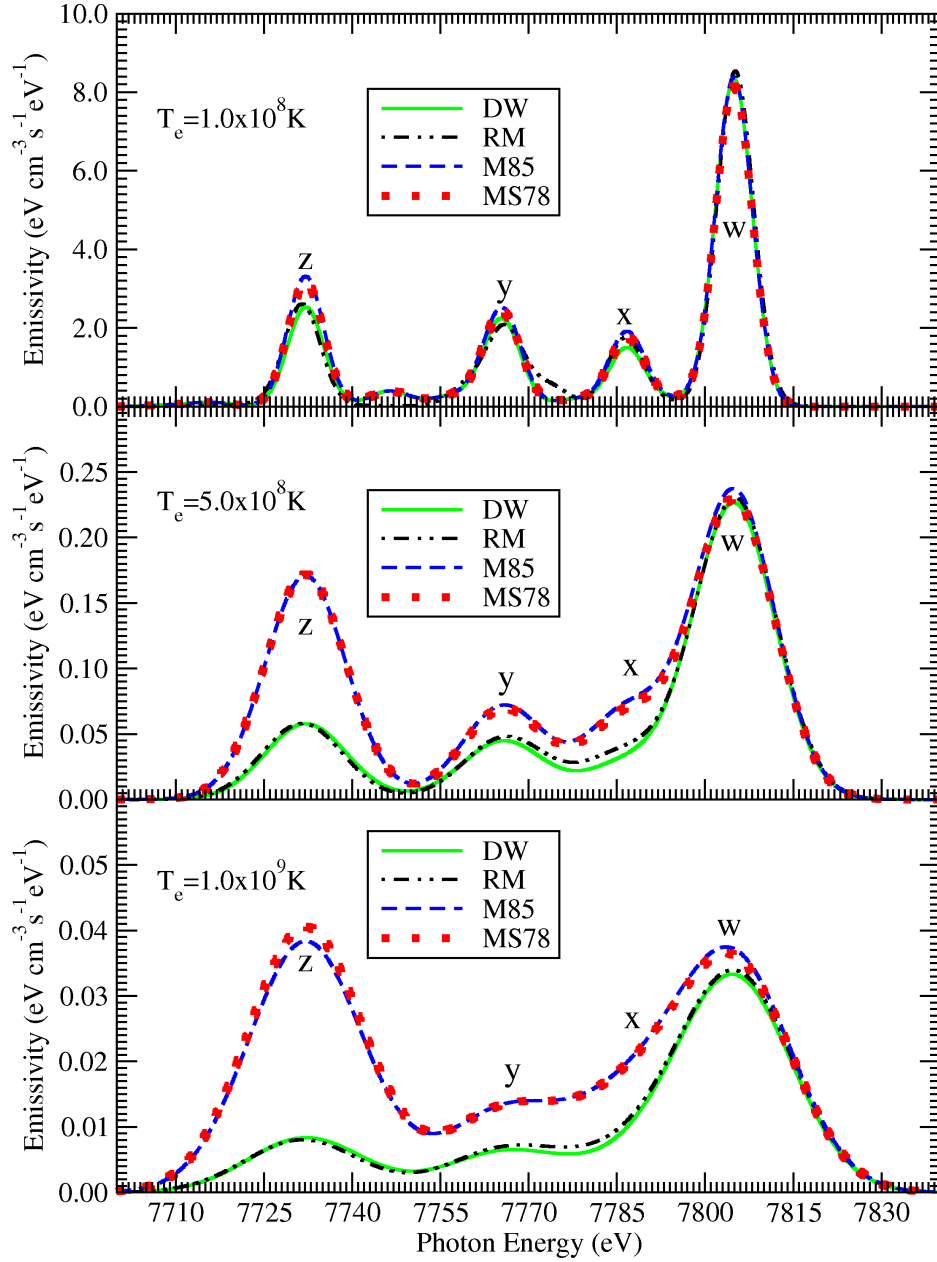 10.0
8.0
6.0
4.0
2.0
0.0
Emissivity (eV cm⁻³ s⁻¹ eV⁻¹)
Tₑ=1.0x10⁸K
DW
RM
M85
MS78
z
y
x
w
0.25
0.20
0.15
0.10
0.05
0.00
Emissivity (eV cm⁻³ s⁻¹ eV⁻¹)
Tₑ=5.0x10⁸K
DW
RM
M85
MS78
z
y
x
w
0.05
0.04
0.03
0.02
0.01
0.00
Emissivity (eV cm⁻³ s⁻¹ eV⁻¹)
Tₑ=1.0x10⁹K
DW
RM
M85
MS78
z
y
x
w
7710 7725 7740 7755 7770 7785 7800 7815 7830
Photon Energy (eV)